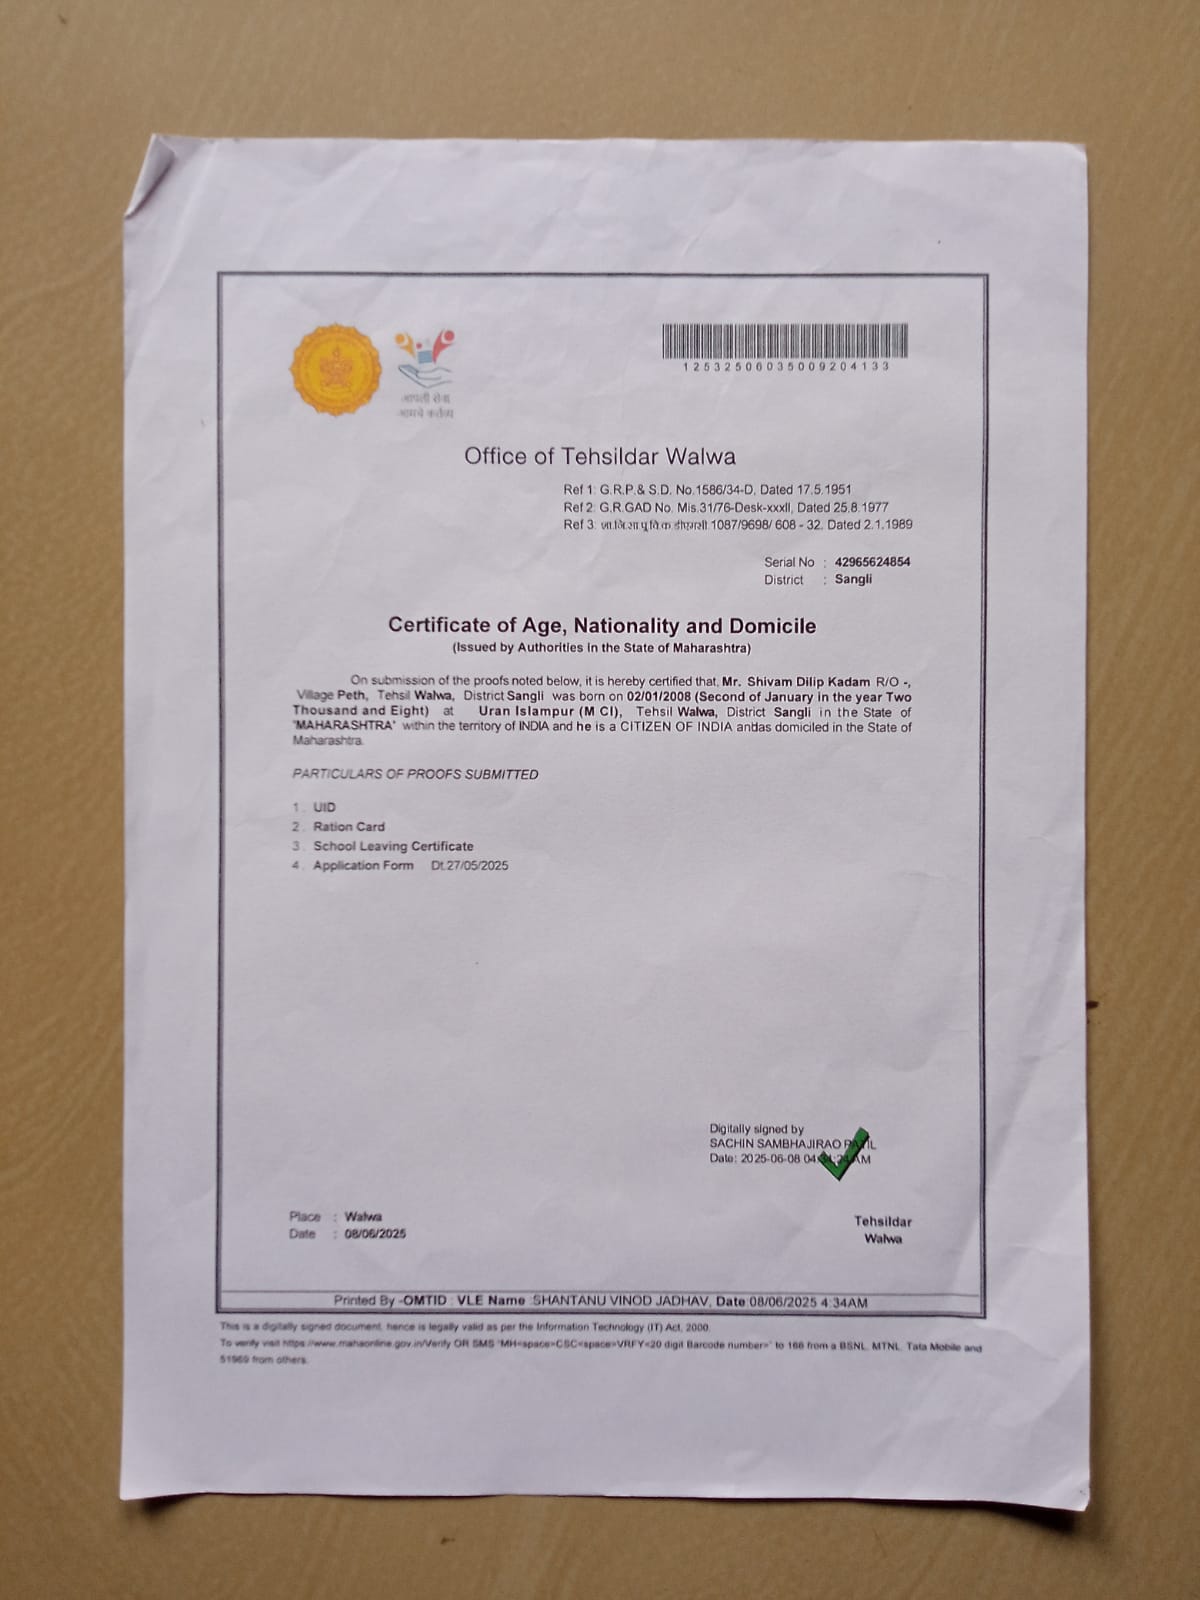 आपली सेवा
आमचे कर्तव्य
12532506035009204133
Office of Tehsildar Walwa
Ref 1: G.R.P.& S.D. No.1586/34-D, Dated 17.5.1951
Ref 2: G.R.GAD No. Mis.31/76-Desk-xxxII, Dated 25.8.1977
Ref 3: 1087/9698/ 608 - 32. Dated 2.1.1989
Serial No : 42965624854
District : Sangli
Certificate of Age, Nationality and Domicile
(Issued by Authorities in the State of Maharashtra)
On submission of the proofs noted below, it is hereby certified that, Mr. Shivam Dilip Kadam R/O -,
Village Peth, Tehsil Walwa, District Sangli was born on 02/01/2008 (Second of January in the year Two
Thousand and Eight) at Uran Islampur (M Cl), Tehsil Walwa, District Sangli in the State of
"MAHARASHTRA" within the territory of INDIA and he is a CITIZEN OF INDIA and as domiciled in the State of
Maharashtra.
PARTICULARS OF PROOFS SUBMITTED
1. UID
2. Ration Card
3. School Leaving Certificate
4. Application Form Dt.27/05/2025
Digitally signed by
SACHIN SAMBHAJIRAO
Date: 2025-06-08 AM
Place : Walwa
Date : 08/06/2025
Tehsildar
Walwa
Printed By -OMTID : VLE Name :SHANTANU VINOD JADHAV, Date:08/06/2025 4:34AM
This is a digitally signed document, hence is legally valid as per the Information Technology (IT) Act, 2000.
To verify visit https://www.mahaonline.gov.in/Verify OR SMS "MH<space>CSC<space>VRFY<20 digit Barcode number>" to 166 from a BSNL, MTNL, Tata Mobile and
51969 from others.